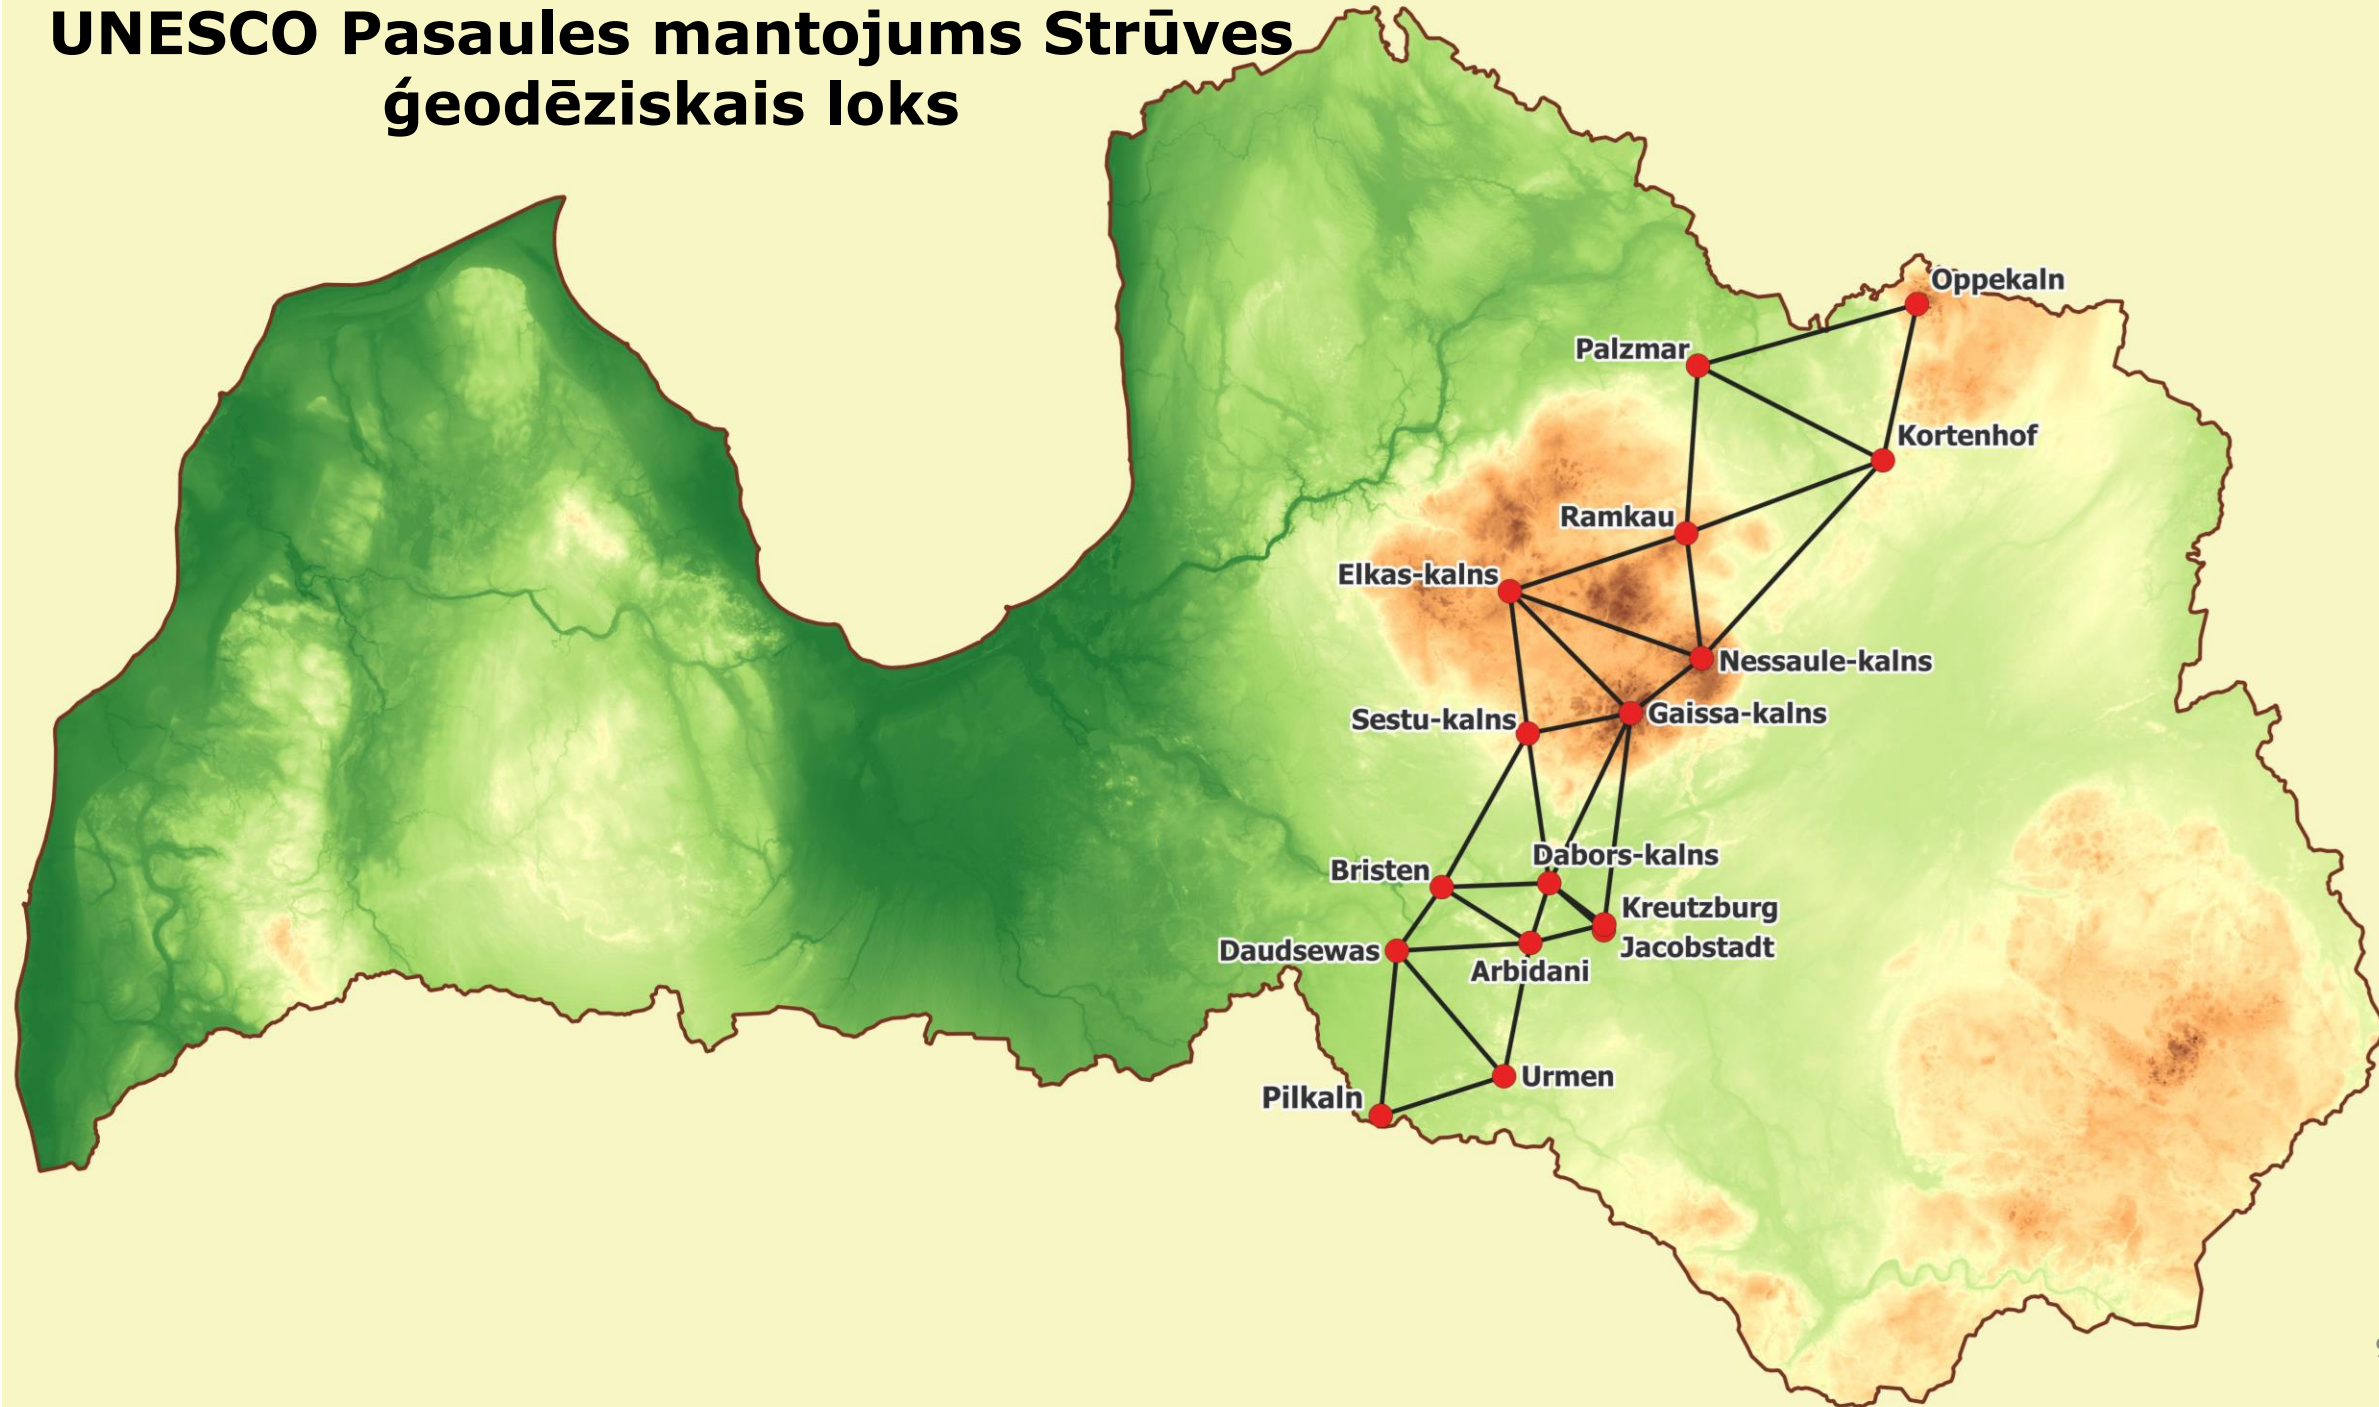 UNESCO Pasaules mantojums Strūves
ģeodēziskais loks
Oppekaln
Palzmar
Kortenhof
Ramkau
Elkas-kalns
Nessaule-kalns
Gaissa-kalns
Sestu-kalns
Dabors-kalns
Bristen
Kreutzburg
Jacobstadt
Daudsewas
Arbidani
Urmen
Pilkaln